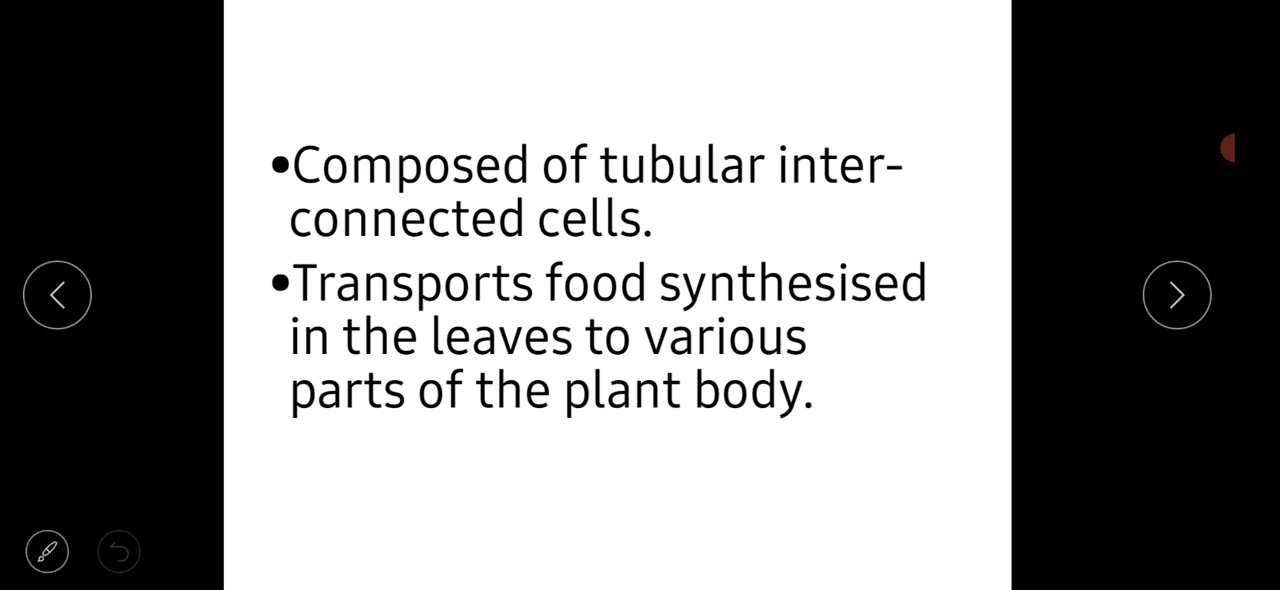 •Composed of tubular inter-
connected cells.
•Transports food synthesised
in the leaves to various
parts of the plant body.